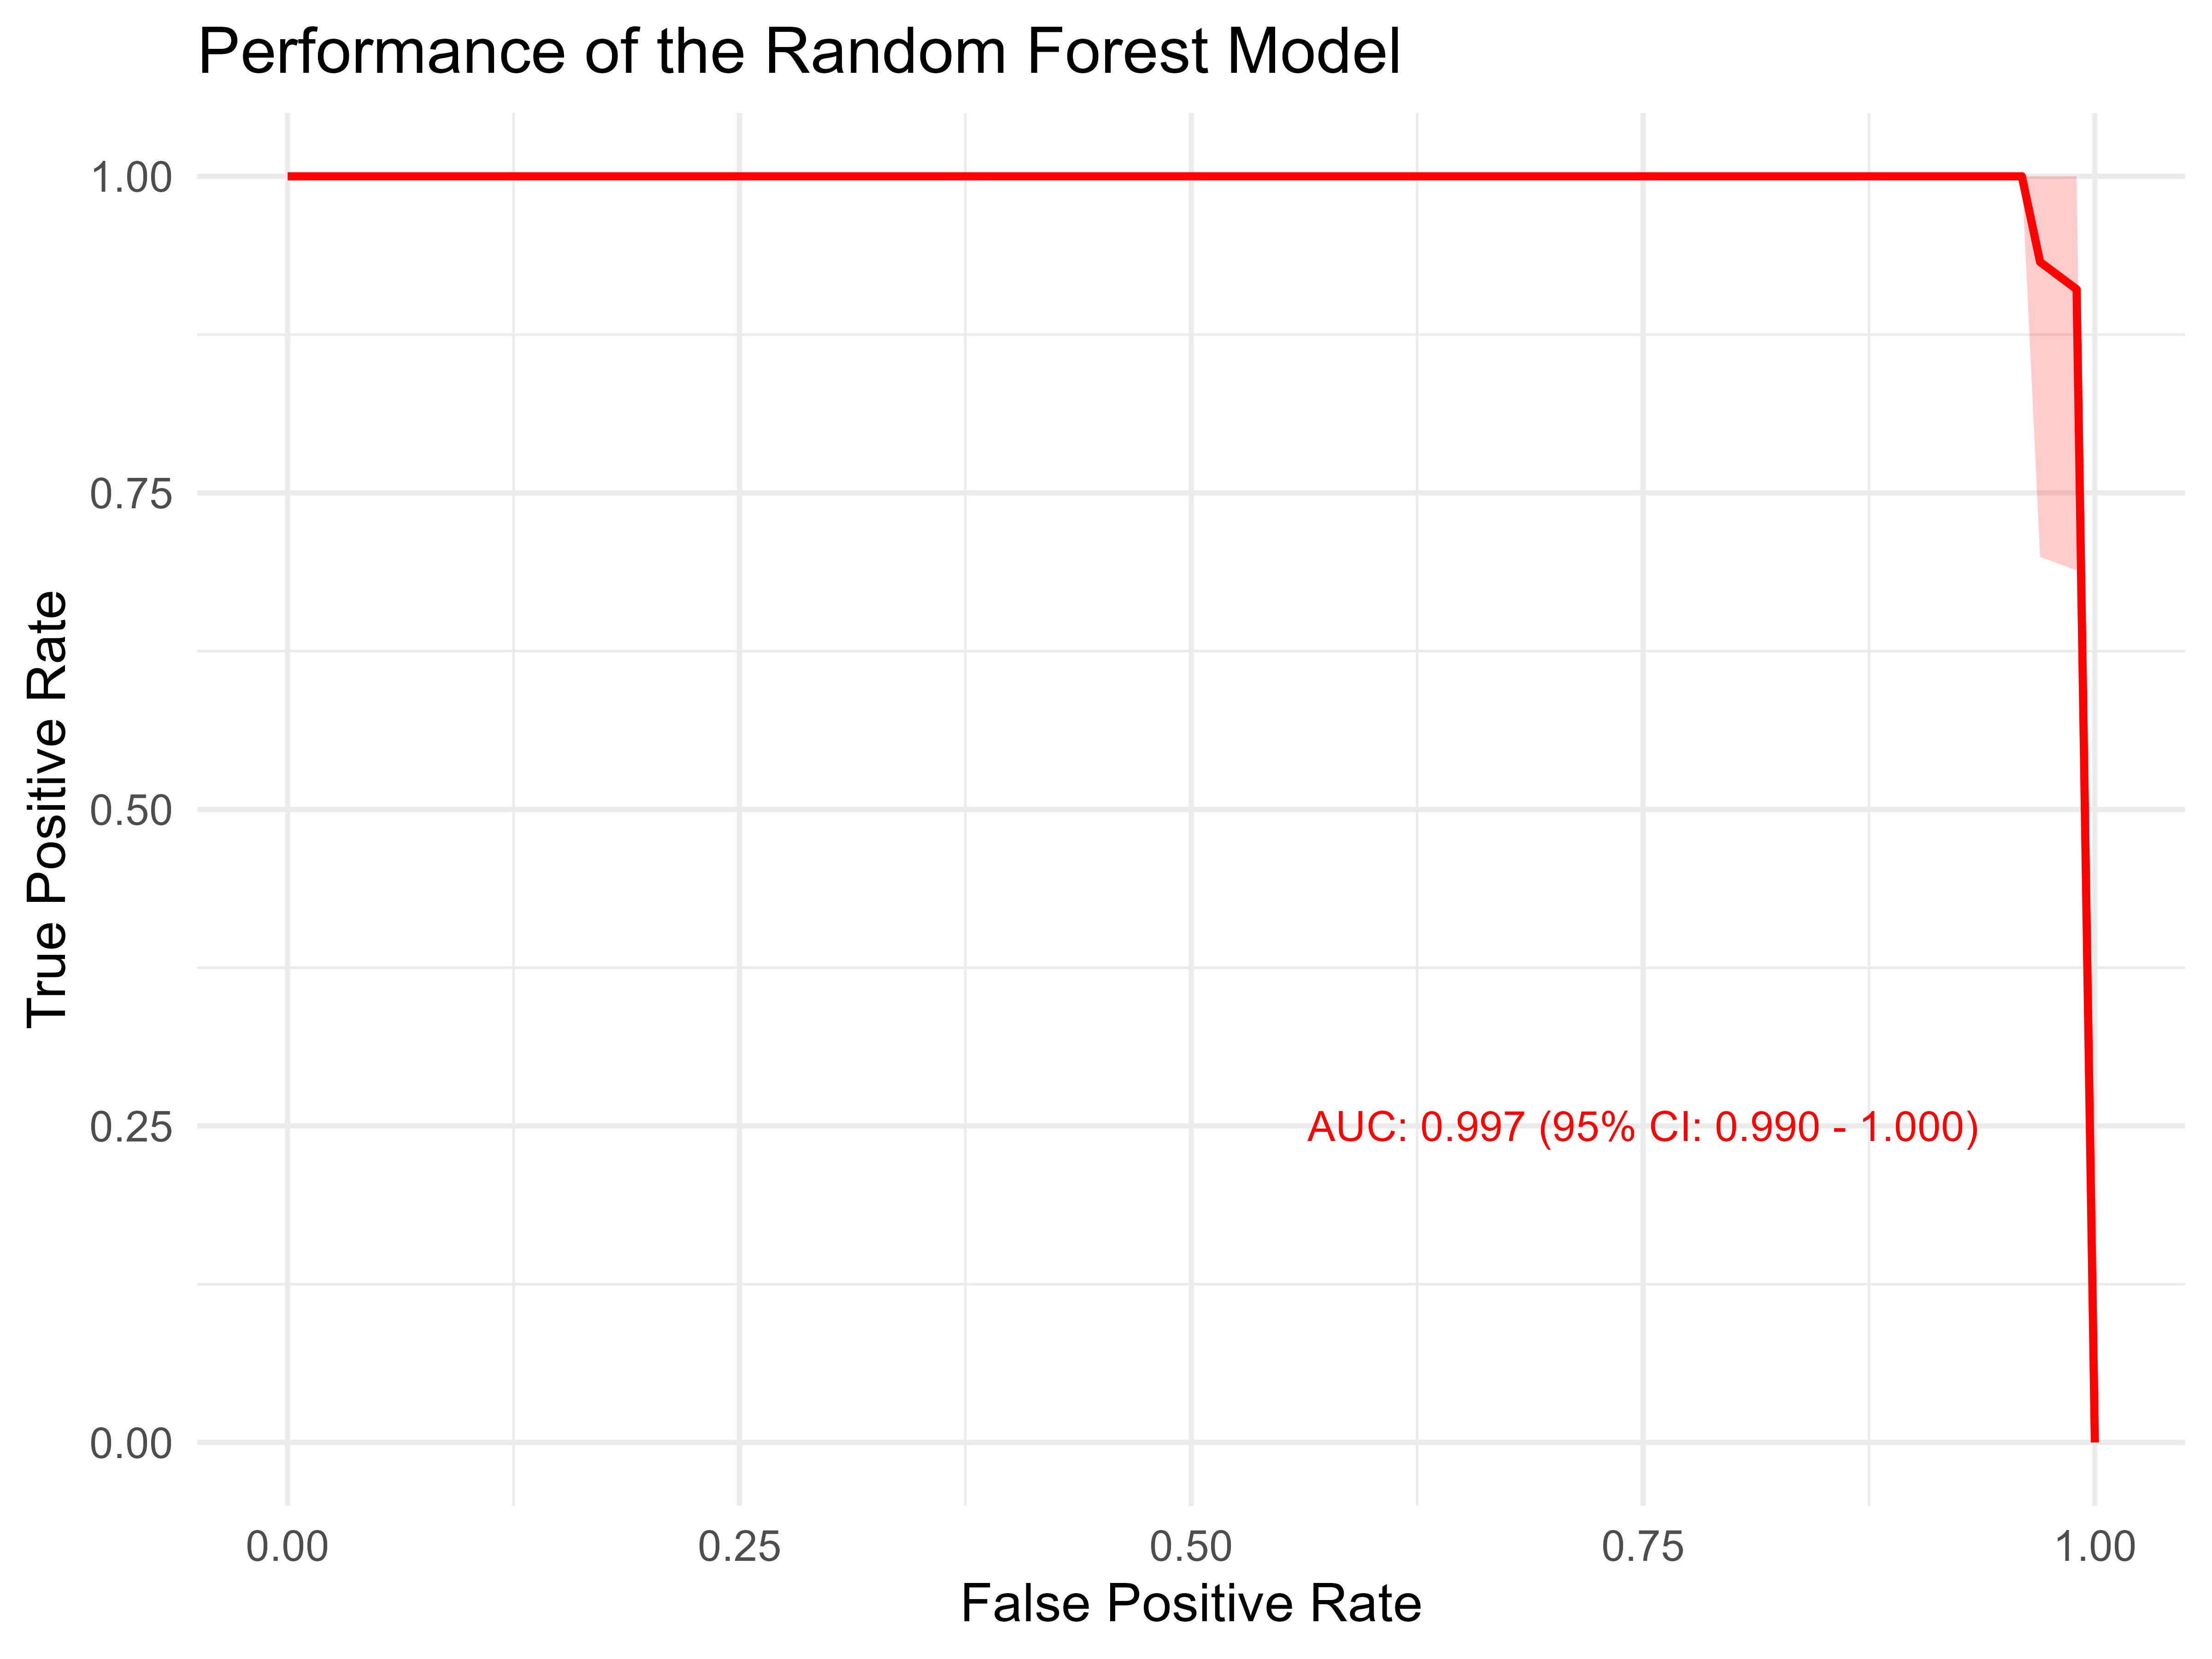 Performance of the Random Forest Model
1.00
0.75
0.50
0.25
0.00
True Positive Rate
AUC: 0.997 (95% CI: 0.990 - 1.000)
0.00 0.25 0.50 0.75 1.00
False Positive Rate